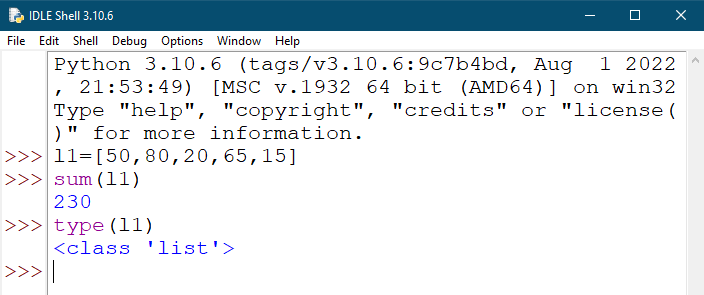 IDLE Shell 3.10.6
File Edit Shell Debug Options Window Help
Python 3.10.6 (tags/v3.10.6:9c7b4bd, Aug  1 2022
, 21:53:49) [MSC v.1932 64 bit (AMD64)] on win32
Type "help", "copyright", "credits" or "license(
)" for more information.
>>> l1=[50,80,20,65,15]
>>> sum(l1)
230
>>> type(l1)
<class 'list'>
>>>